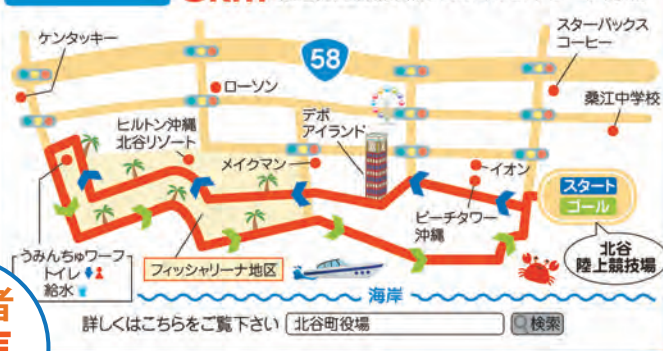 5km
ケンタッキー
58
スターバックス
コーヒー
ローソン
桑江中学校
デポ
アイランド
ヒルトン沖縄
北谷リゾート
メイクマン
イオン
スタート
ゴール
ビーチタワー
沖縄
北谷
陸上競技場
うみんちゅワーフ
トイレ
給水
フィッシャリーナ地区
海岸
詳しくはこちらをご覧下さい 北谷町役場 検索
者